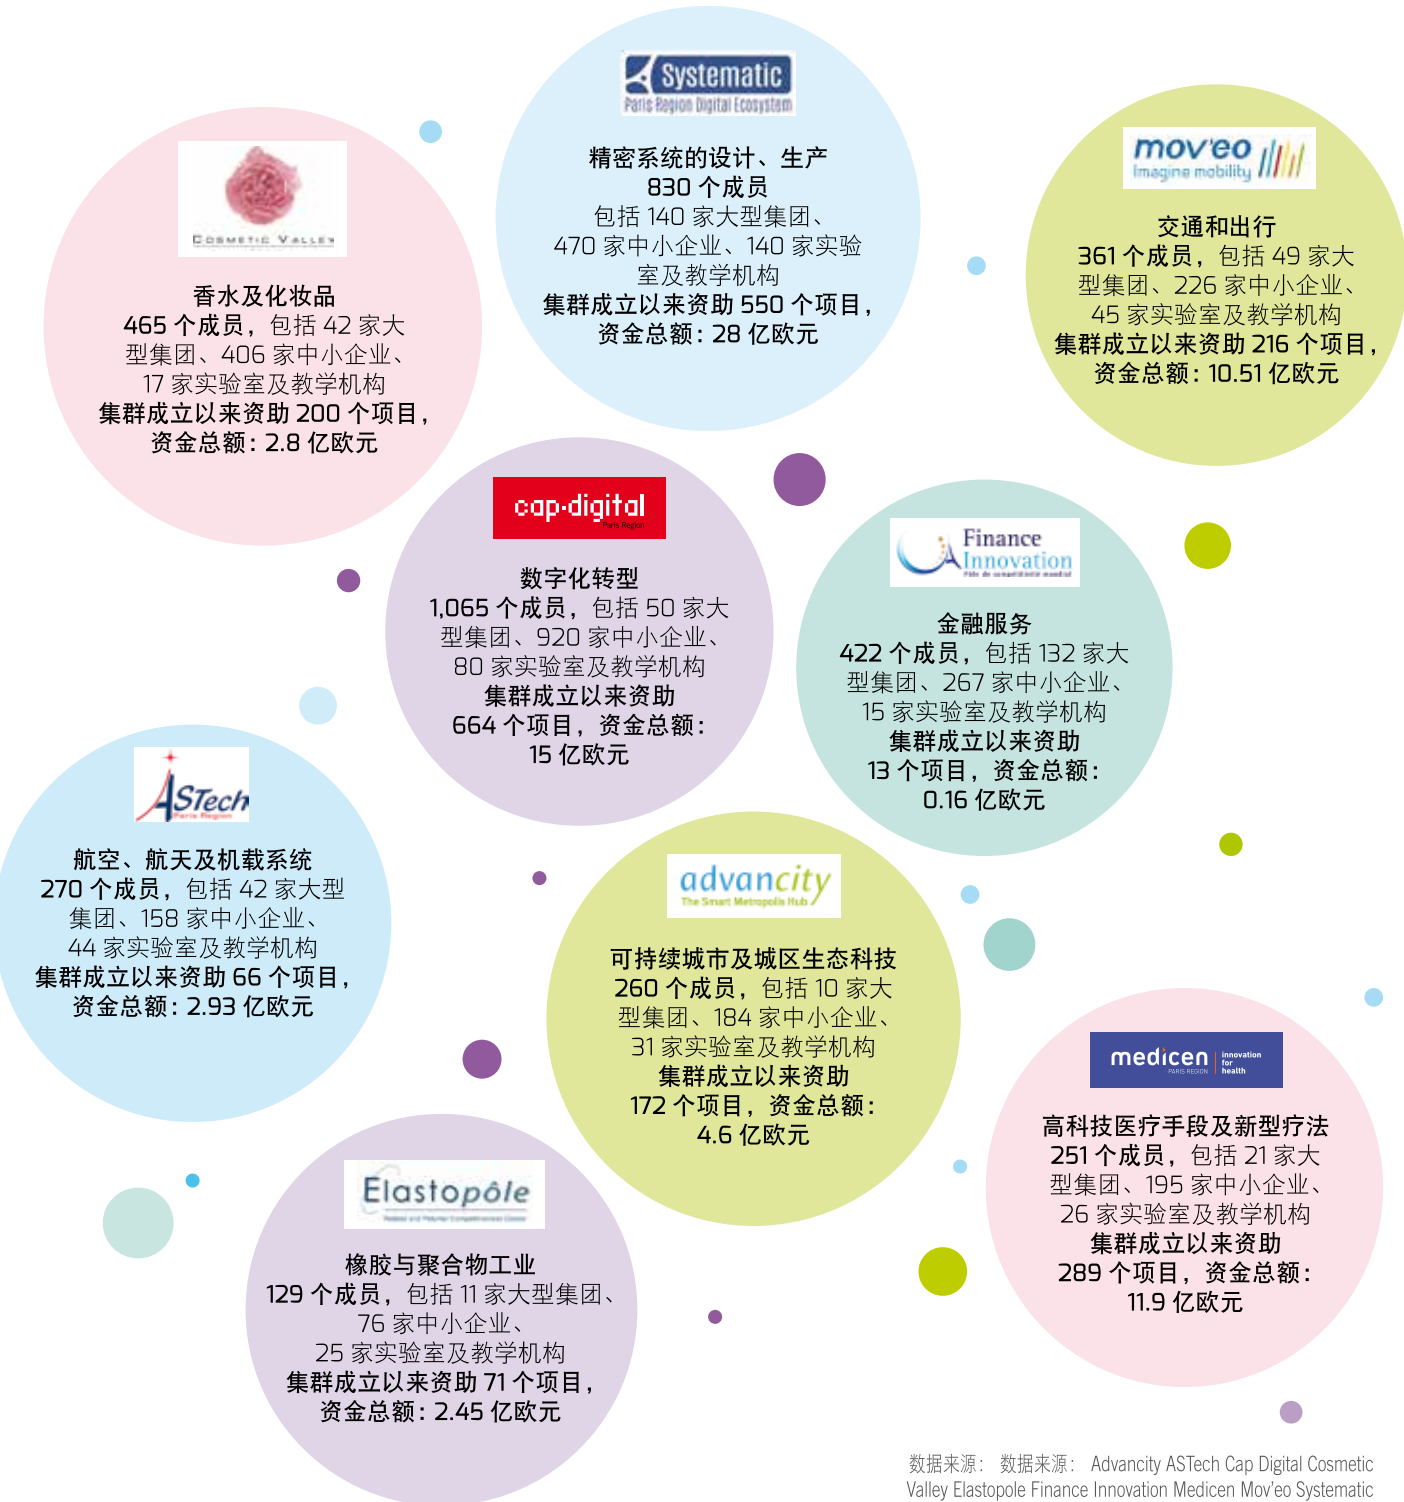 Systematic
Paris Region Digital Ecosystem
精密系统的设计、生产
830 个成员
包括 140 家大型集团、
470 家中小企业、140 家实验
室及教学机构
集群成立以来资助 550 个项目，
资金总额：28 亿欧元
mov'eo
Imagine mobility
交通和出行
361 个成员，包括 49 家大
型集团、226 家中小企业、
45 家实验室及教学机构
集群成立以来资助 216 个项目，
资金总额：10.51 亿欧元
COSMETIC VALLEY
香水及化妆品
465 个成员，包括 42 家大
型集团、406 家中小企业、
17 家实验室及教学机构
集群成立以来资助 200 个项目，
资金总额：2.8 亿欧元
cap·digital
Paris Region
数字化转型
1,065 个成员，包括 50 家大
型集团、920 家中小企业、
80 家实验室及教学机构
集群成立以来资助
664 个项目，资金总额：
15 亿欧元
Finance
Innovation
Pôle de compétitivité mondial
金融服务
422 个成员，包括 132 家大
型集团、267 家中小企业、
15 家实验室及教学机构
集群成立以来资助
13 个项目，资金总额：
0.16 亿欧元
ASTech
Paris Region
航空、航天及机载系统
270 个成员，包括 42 家大型
集团、158 家中小企业、
44 家实验室及教学机构
集群成立以来资助 66 个项目，
资金总额：2.93 亿欧元
advancity
The Smart Metropolis Hub
可持续城市及城区生态科技
260 个成员，包括 10 家大
型集团、184 家中小企业、
31 家实验室及教学机构
集群成立以来资助
172 个项目，资金总额：
4.6 亿欧元
medicen
PARIS REGION
innovation
for
health
高科技医疗手段及新型疗法
251 个成员，包括 21 家大
型集团、195 家中小企业、
26 家实验室及教学机构
集群成立以来资助
289 个项目，资金总额：
11.9 亿欧元
Elastopôle
Rubber and Polymer Competitiveness Cluster
橡胶与聚合物工业
129 个成员，包括 11 家大型集团、
76 家中小企业、
25 家实验室及教学机构
集群成立以来资助 71 个项目，
资金总额：2.45 亿欧元
数据来源： 数据来源： Advancity ASTech Cap Digital Cosmetic
Valley Elastopole Finance Innovation Medicen Mov'eo Systematic